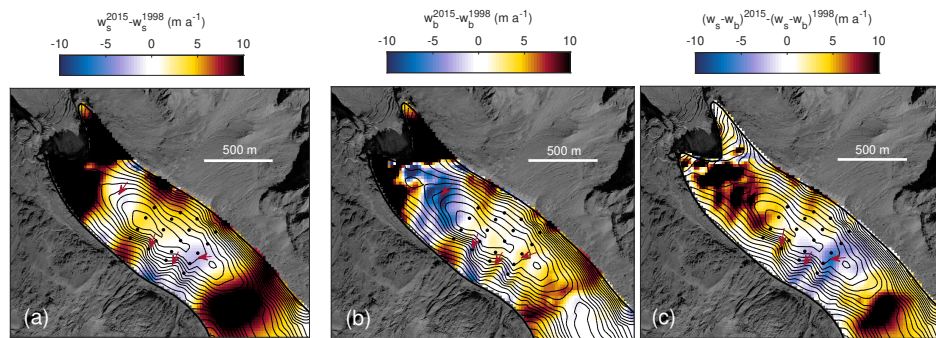 w_s^2015-w_s^1998 (m a^-1)
-10 -5 0 5 10
500 m
(a)
w_b^2015-w_b^1998 (m a^-1)
-10 -5 0 5 10
500 m
(b)
(w_s-w_b)^2015-(w_s-w_b)^1998(m a^-1)
-10 -5 0 5 10
500 m
(c)